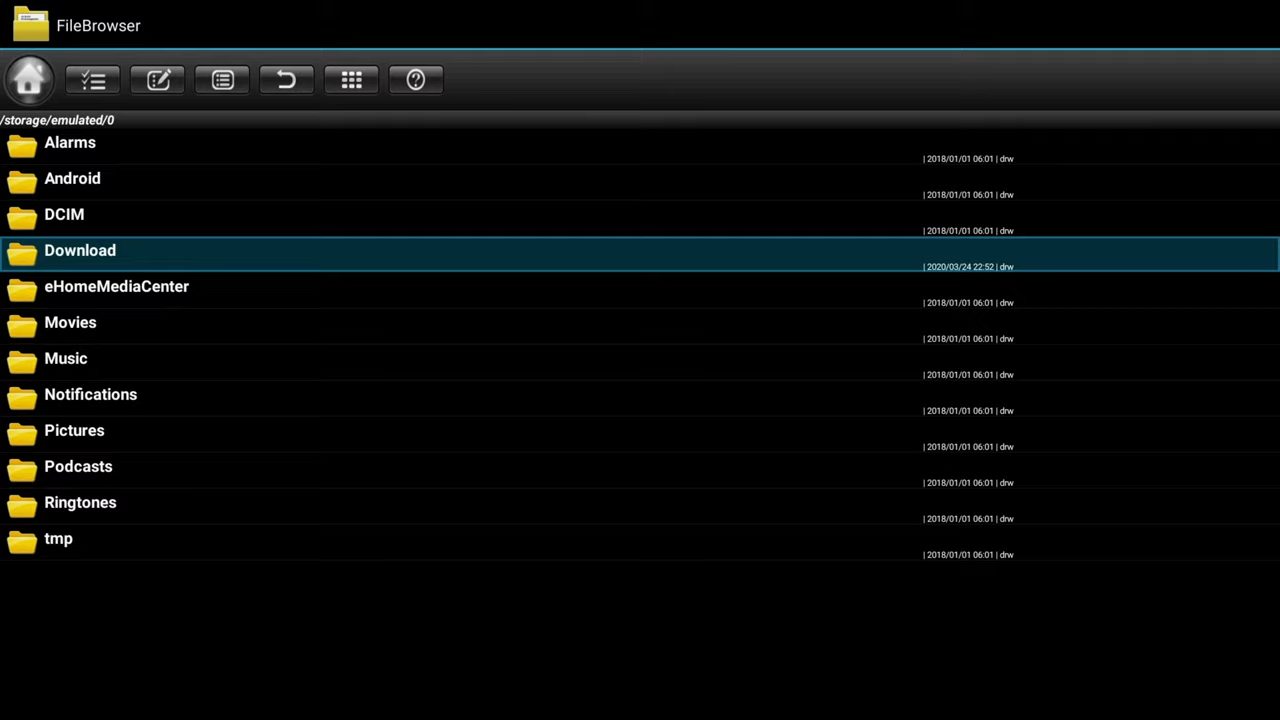 FileBrowser
/storage/emulated/0
Alarms
| 2018/01/01 06:01 | drw
Android
| 2018/01/01 06:01 | drw
DCIM
| 2018/01/01 06:01 | drw
Download
| 2020/03/24 22:52 | drw
eHomeMediaCenter
| 2018/01/01 06:01 | drw
Movies
| 2018/01/01 06:01 | drw
Music
| 2018/01/01 06:01 | drw
Notifications
| 2018/01/01 06:01 | drw
Pictures
| 2018/01/01 06:01 | drw
Podcasts
| 2018/01/01 06:01 | drw
Ringtones
| 2018/01/01 06:01 | drw
tmp
| 2018/01/01 06:01 | drw